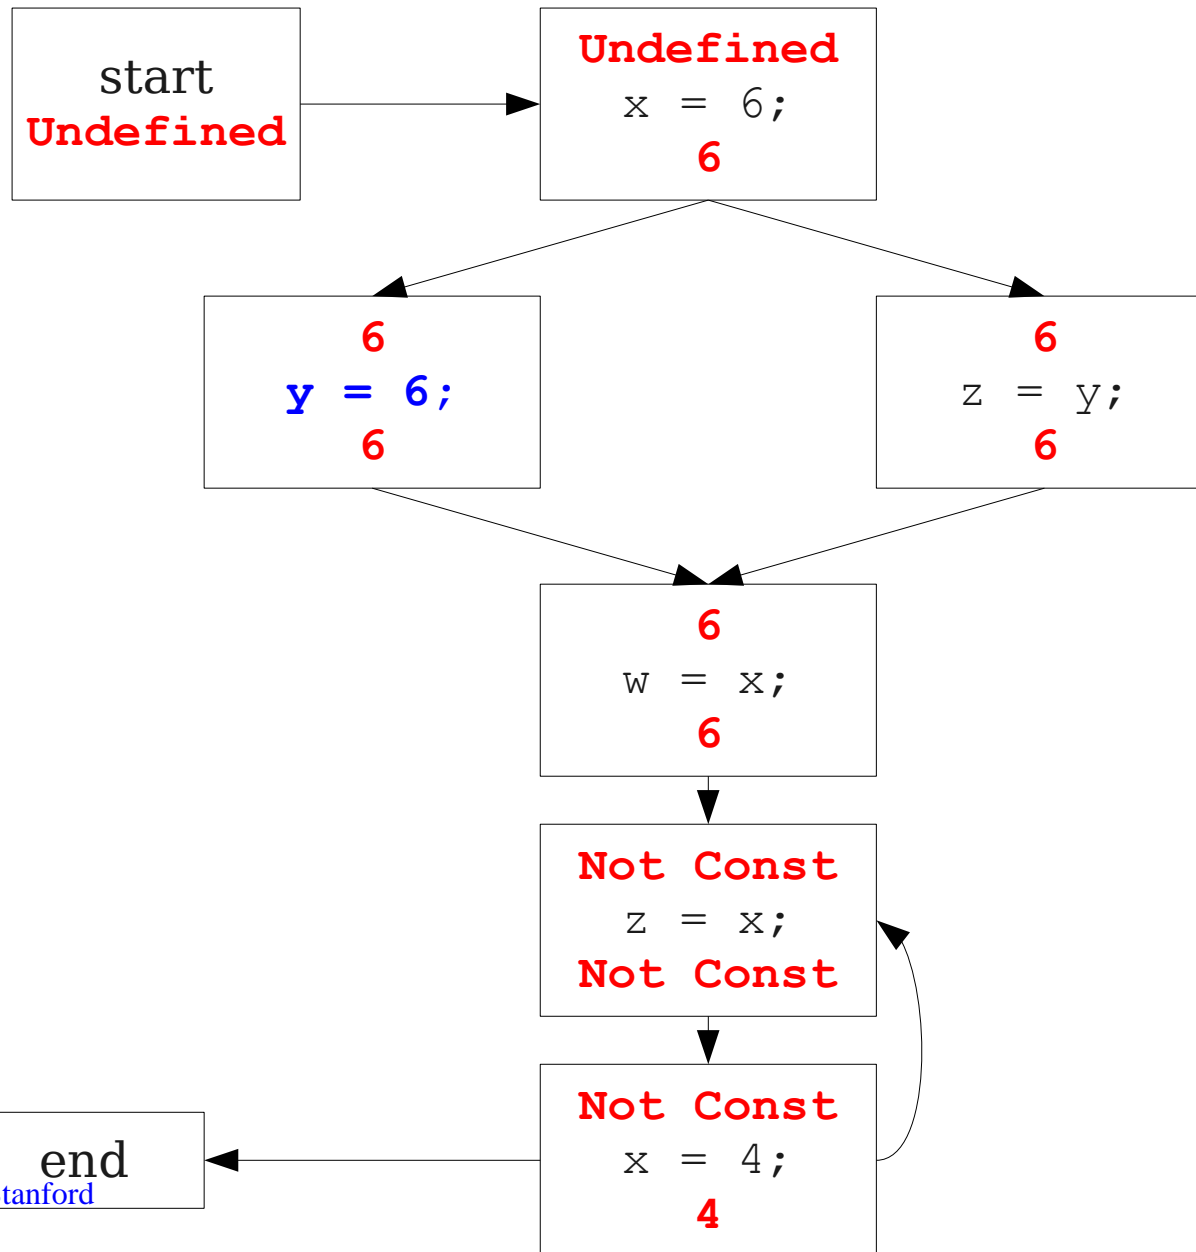 start
Undefined
Undefined
x = 6;
6
6
y = 6;
6
6
z = y;
6
6
w = x;
6
Not Const
z = x;
Not Const
Not Const
x = 4;
4
end
tanford